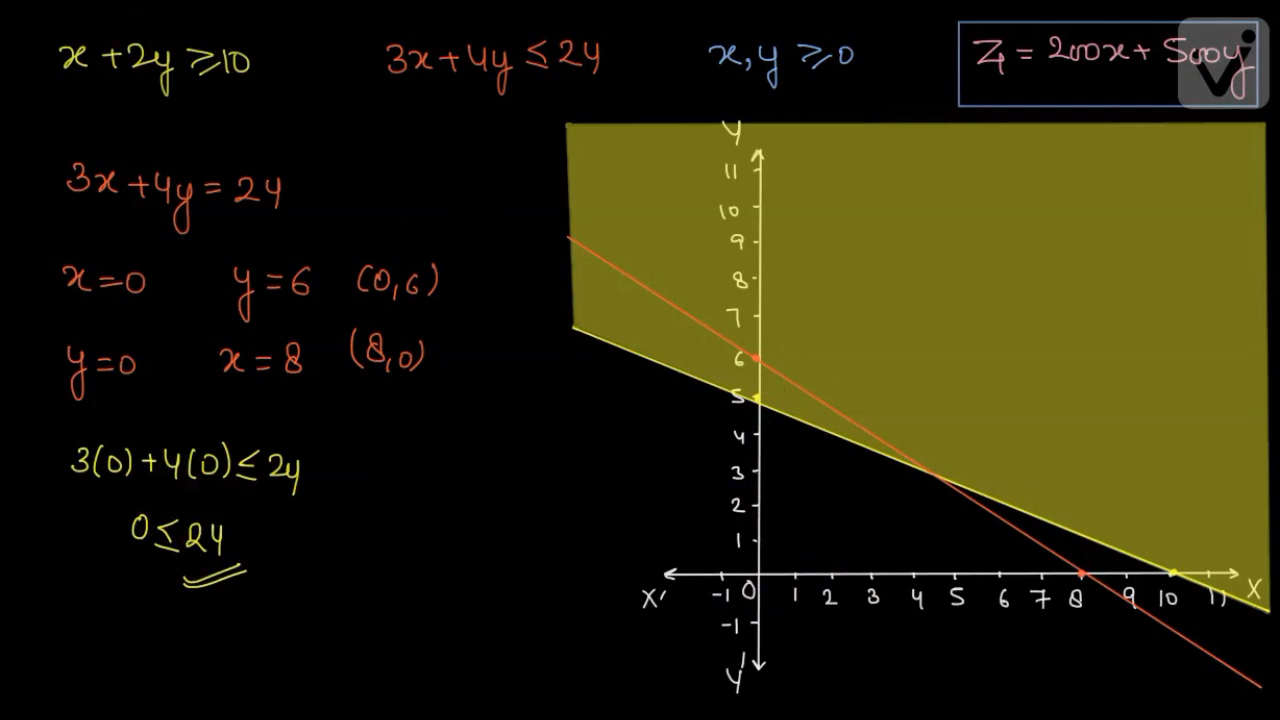 x + 2y ≥ 10 3x + 4y ≤ 24 x, y ≥ 0 Z = 200x + 500y
3x + 4y = 24
x = 0 y = 6 (0, 6)
y = 0 x = 8 (8, 0)
3(0) + 4(0) ≤ 24
0 ≤ 24
Y
11
10
9
8
7
6
5
4
3
2
1
X' -1 0 1 2 3 4 5 6 7 8 9 10 11 X
-1
Y'